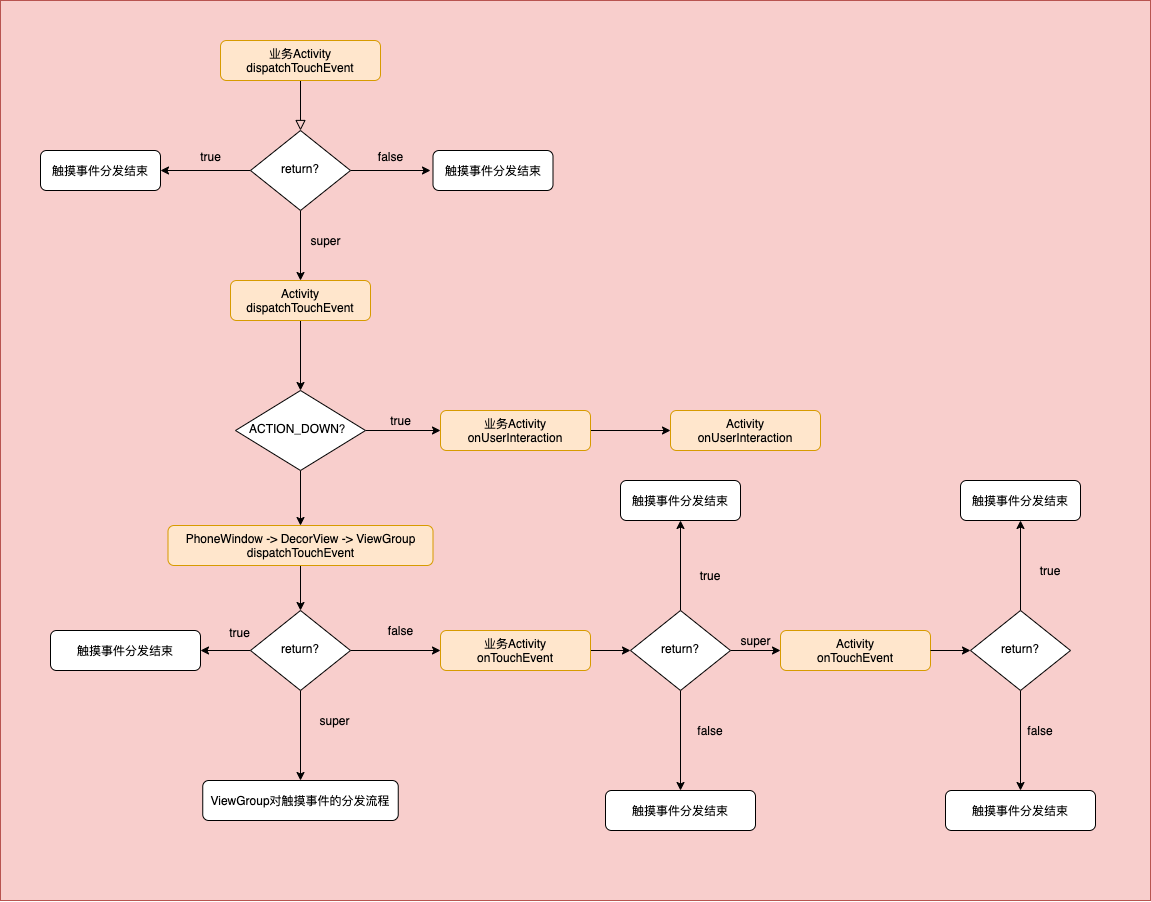 业务Activity
dispatchTouchEvent
true
return?
false
触摸事件分发结束
触摸事件分发结束
super
Activity
dispatchTouchEvent
ACTION_DOWN?
true
业务Activity
onUserInteraction
Activity
onUserInteraction
触摸事件分发结束
触摸事件分发结束
PhoneWindow -> DecorView -> ViewGroup
dispatchTouchEvent
true
true
true
return?
false
触摸事件分发结束
业务Activity
onTouchEvent
return?
super
Activity
onTouchEvent
return?
super
false
false
ViewGroup对触摸事件的分发流程
触摸事件分发结束
触摸事件分发结束